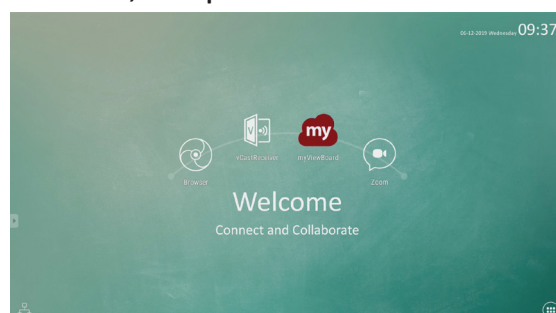 06-12-2019 Wednesday 09:37
my
Browser
vCastReceiver
myViewBoard
Zoom
Welcome
Connect and Collaborate